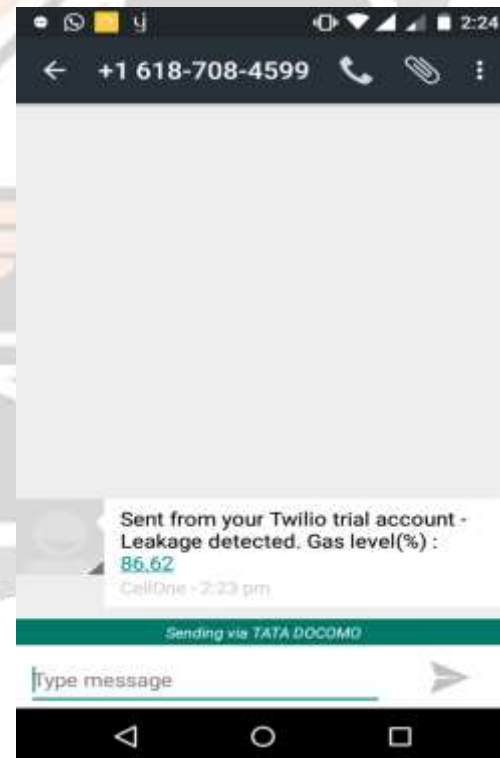 2:24
+1 618-708-4599
Sent from your Twilio trial account -
Leakage detected. Gas level(%) :
86.62
CellOne - 2:23 pm
Sending via TATA DOCOMO
Type message